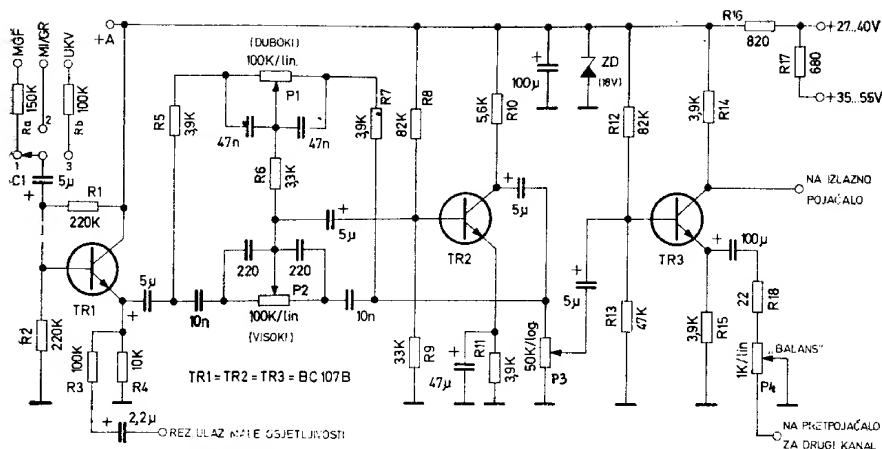 MGF
MI/GR
UKV
+A
150K
Ra
2
100K
Rb
1
3
C1
5µ
+
R1
220K
TR1
R2
220K
5µ
+
100K
R3
10K
R4
2,2µ
+
REZ. ULAZ MALE OSJETLJIVOSTI
TR1 = TR2 = TR3 = BC 107B
R5
3,9K
(DUBOKI)
100K/lin.
P1
47n
47n
R6
3,3K
R7
3,9K
220
220
P2
100K/lin
(VISOKI)
10n
10n
5µ
+
R8
82K
33K
R9
TR2
5,6K
R10
5µ
+
47µ
+
R11
3,9K
50K/log.
P3
100µ
+
ZD
(18V)
5µ
+
R12
82K
R13
47K
TR3
3,9K
R14
3,9K
R15
100µ
+
22
R18
1K/lin
P4
„BALANS"
R16
820
R17
680
+27...40V
+35...55V
NA IZLAZNO
POJAČALO
NA PRETPOJAČALO
ZA DRUGI KANAL